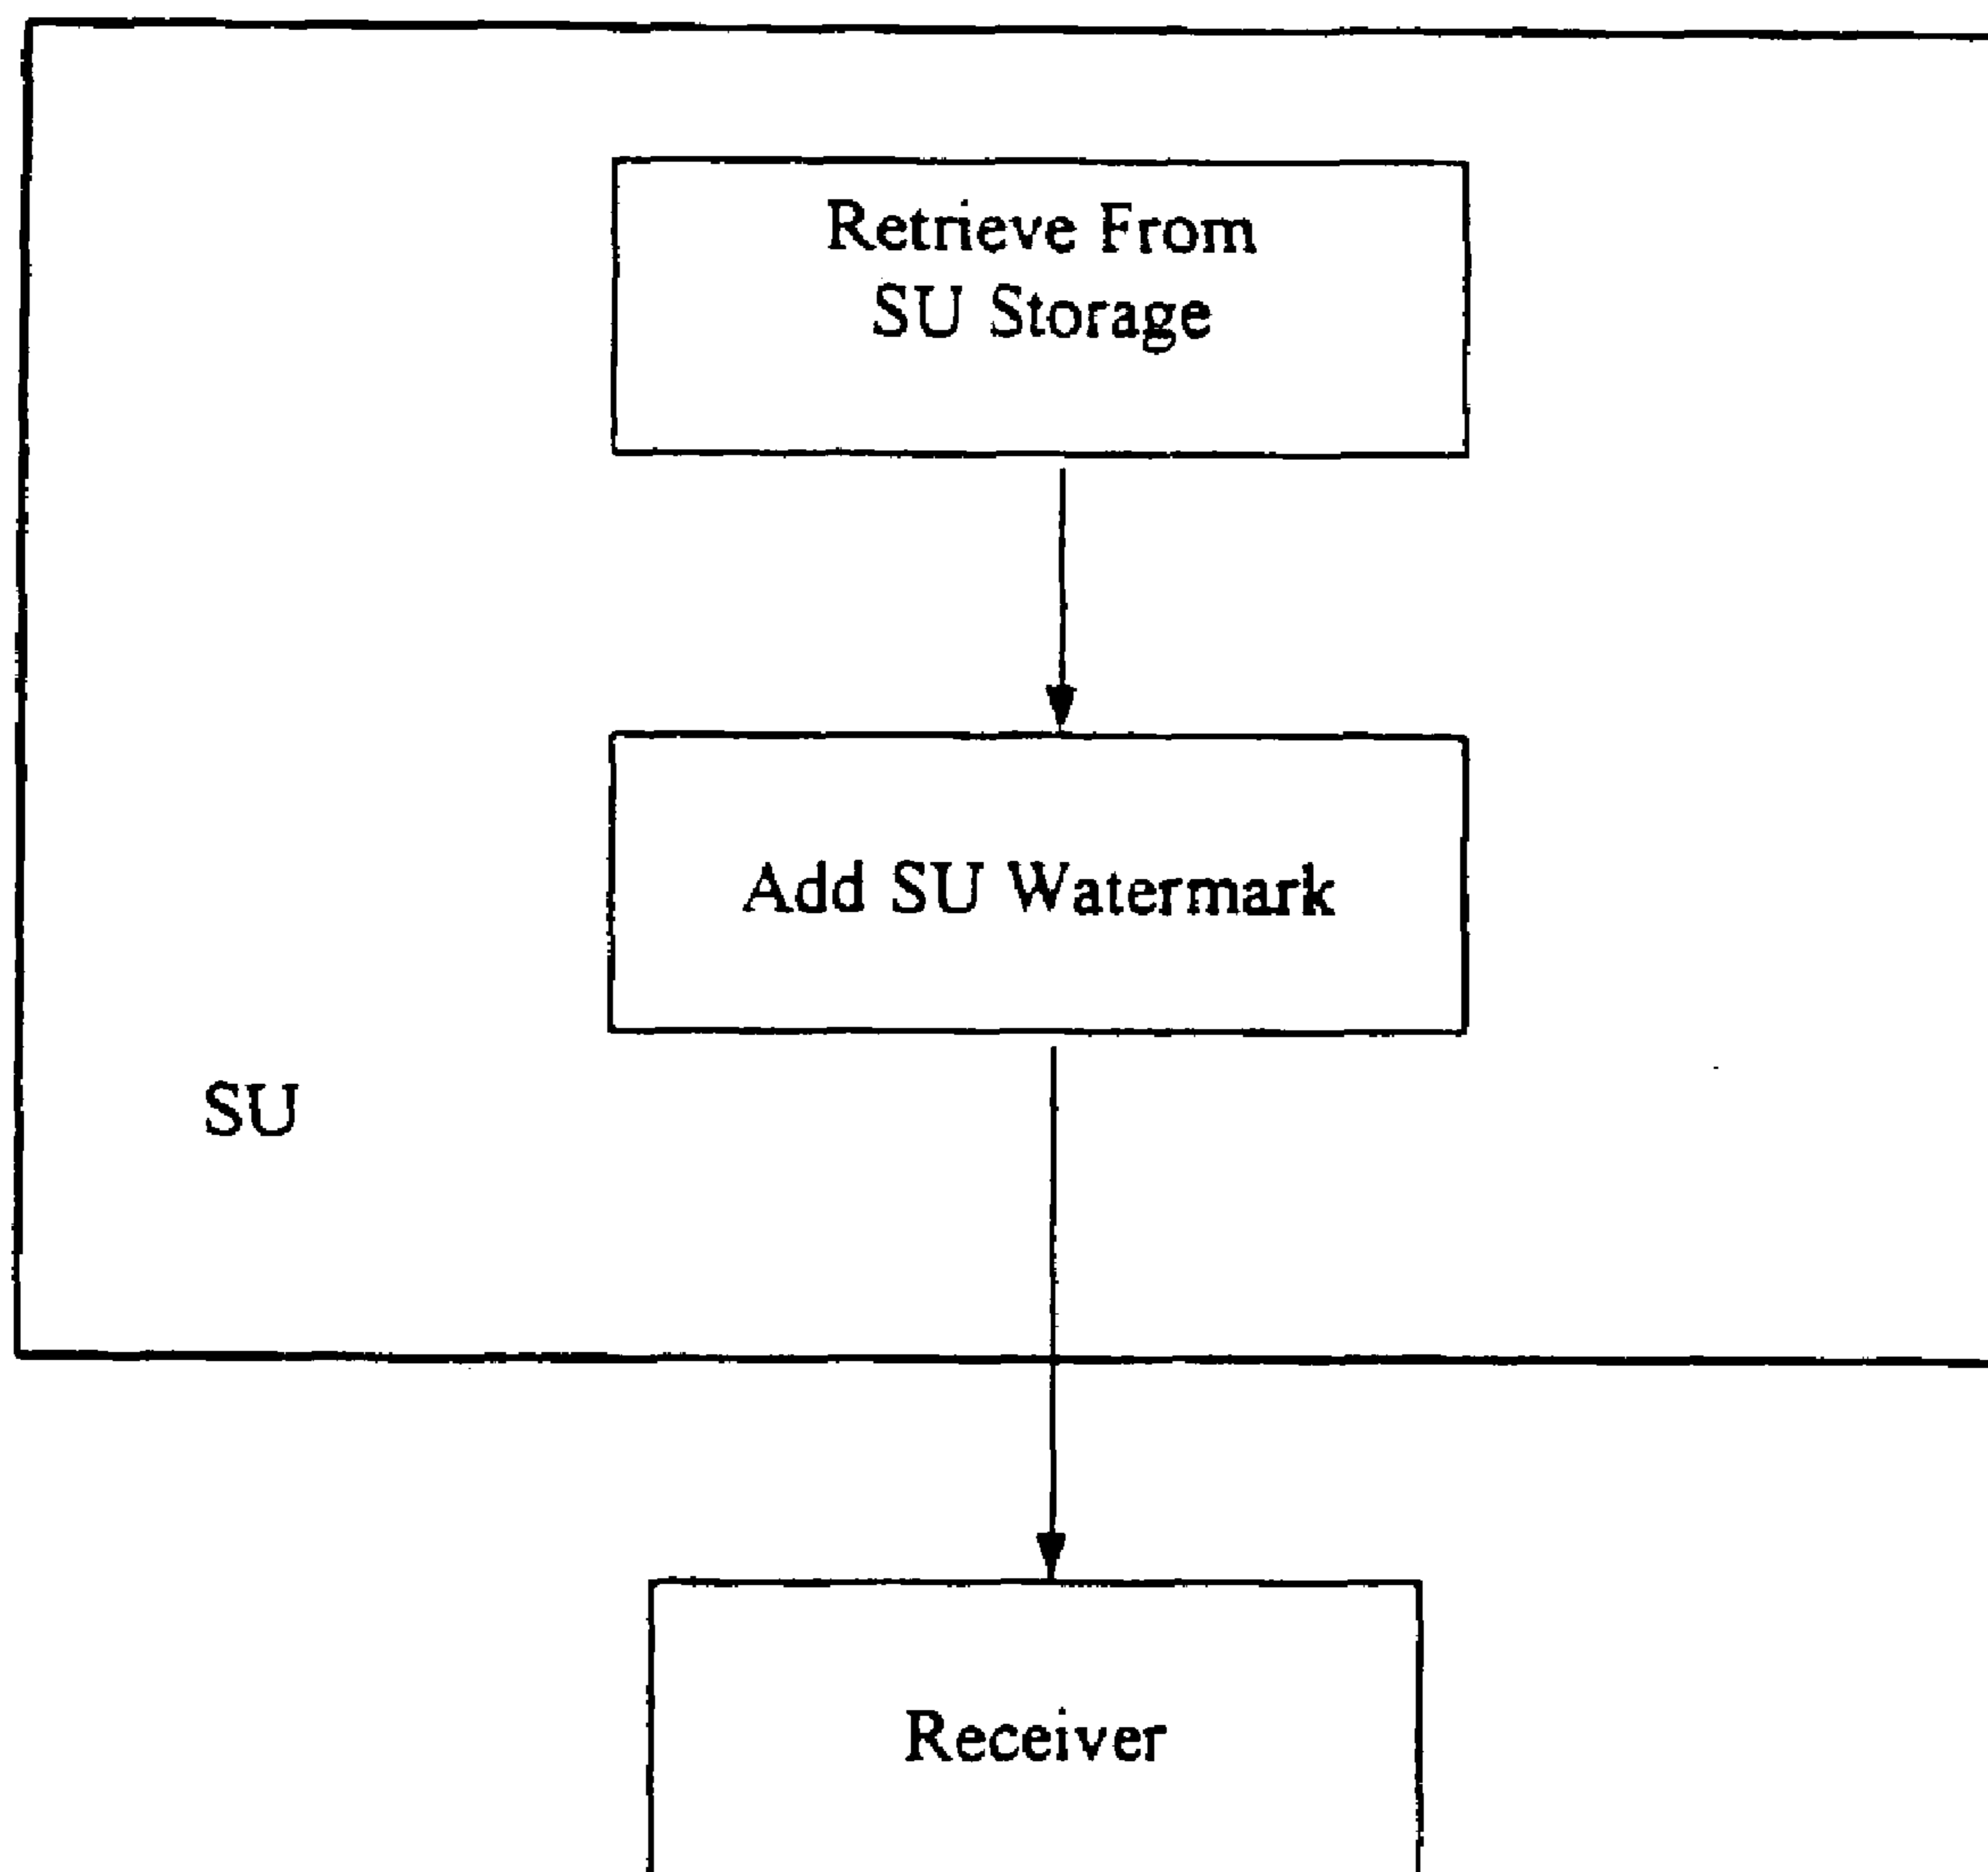 Retrieve From
SU Storage
Add SU Watermark
SU
Receiver